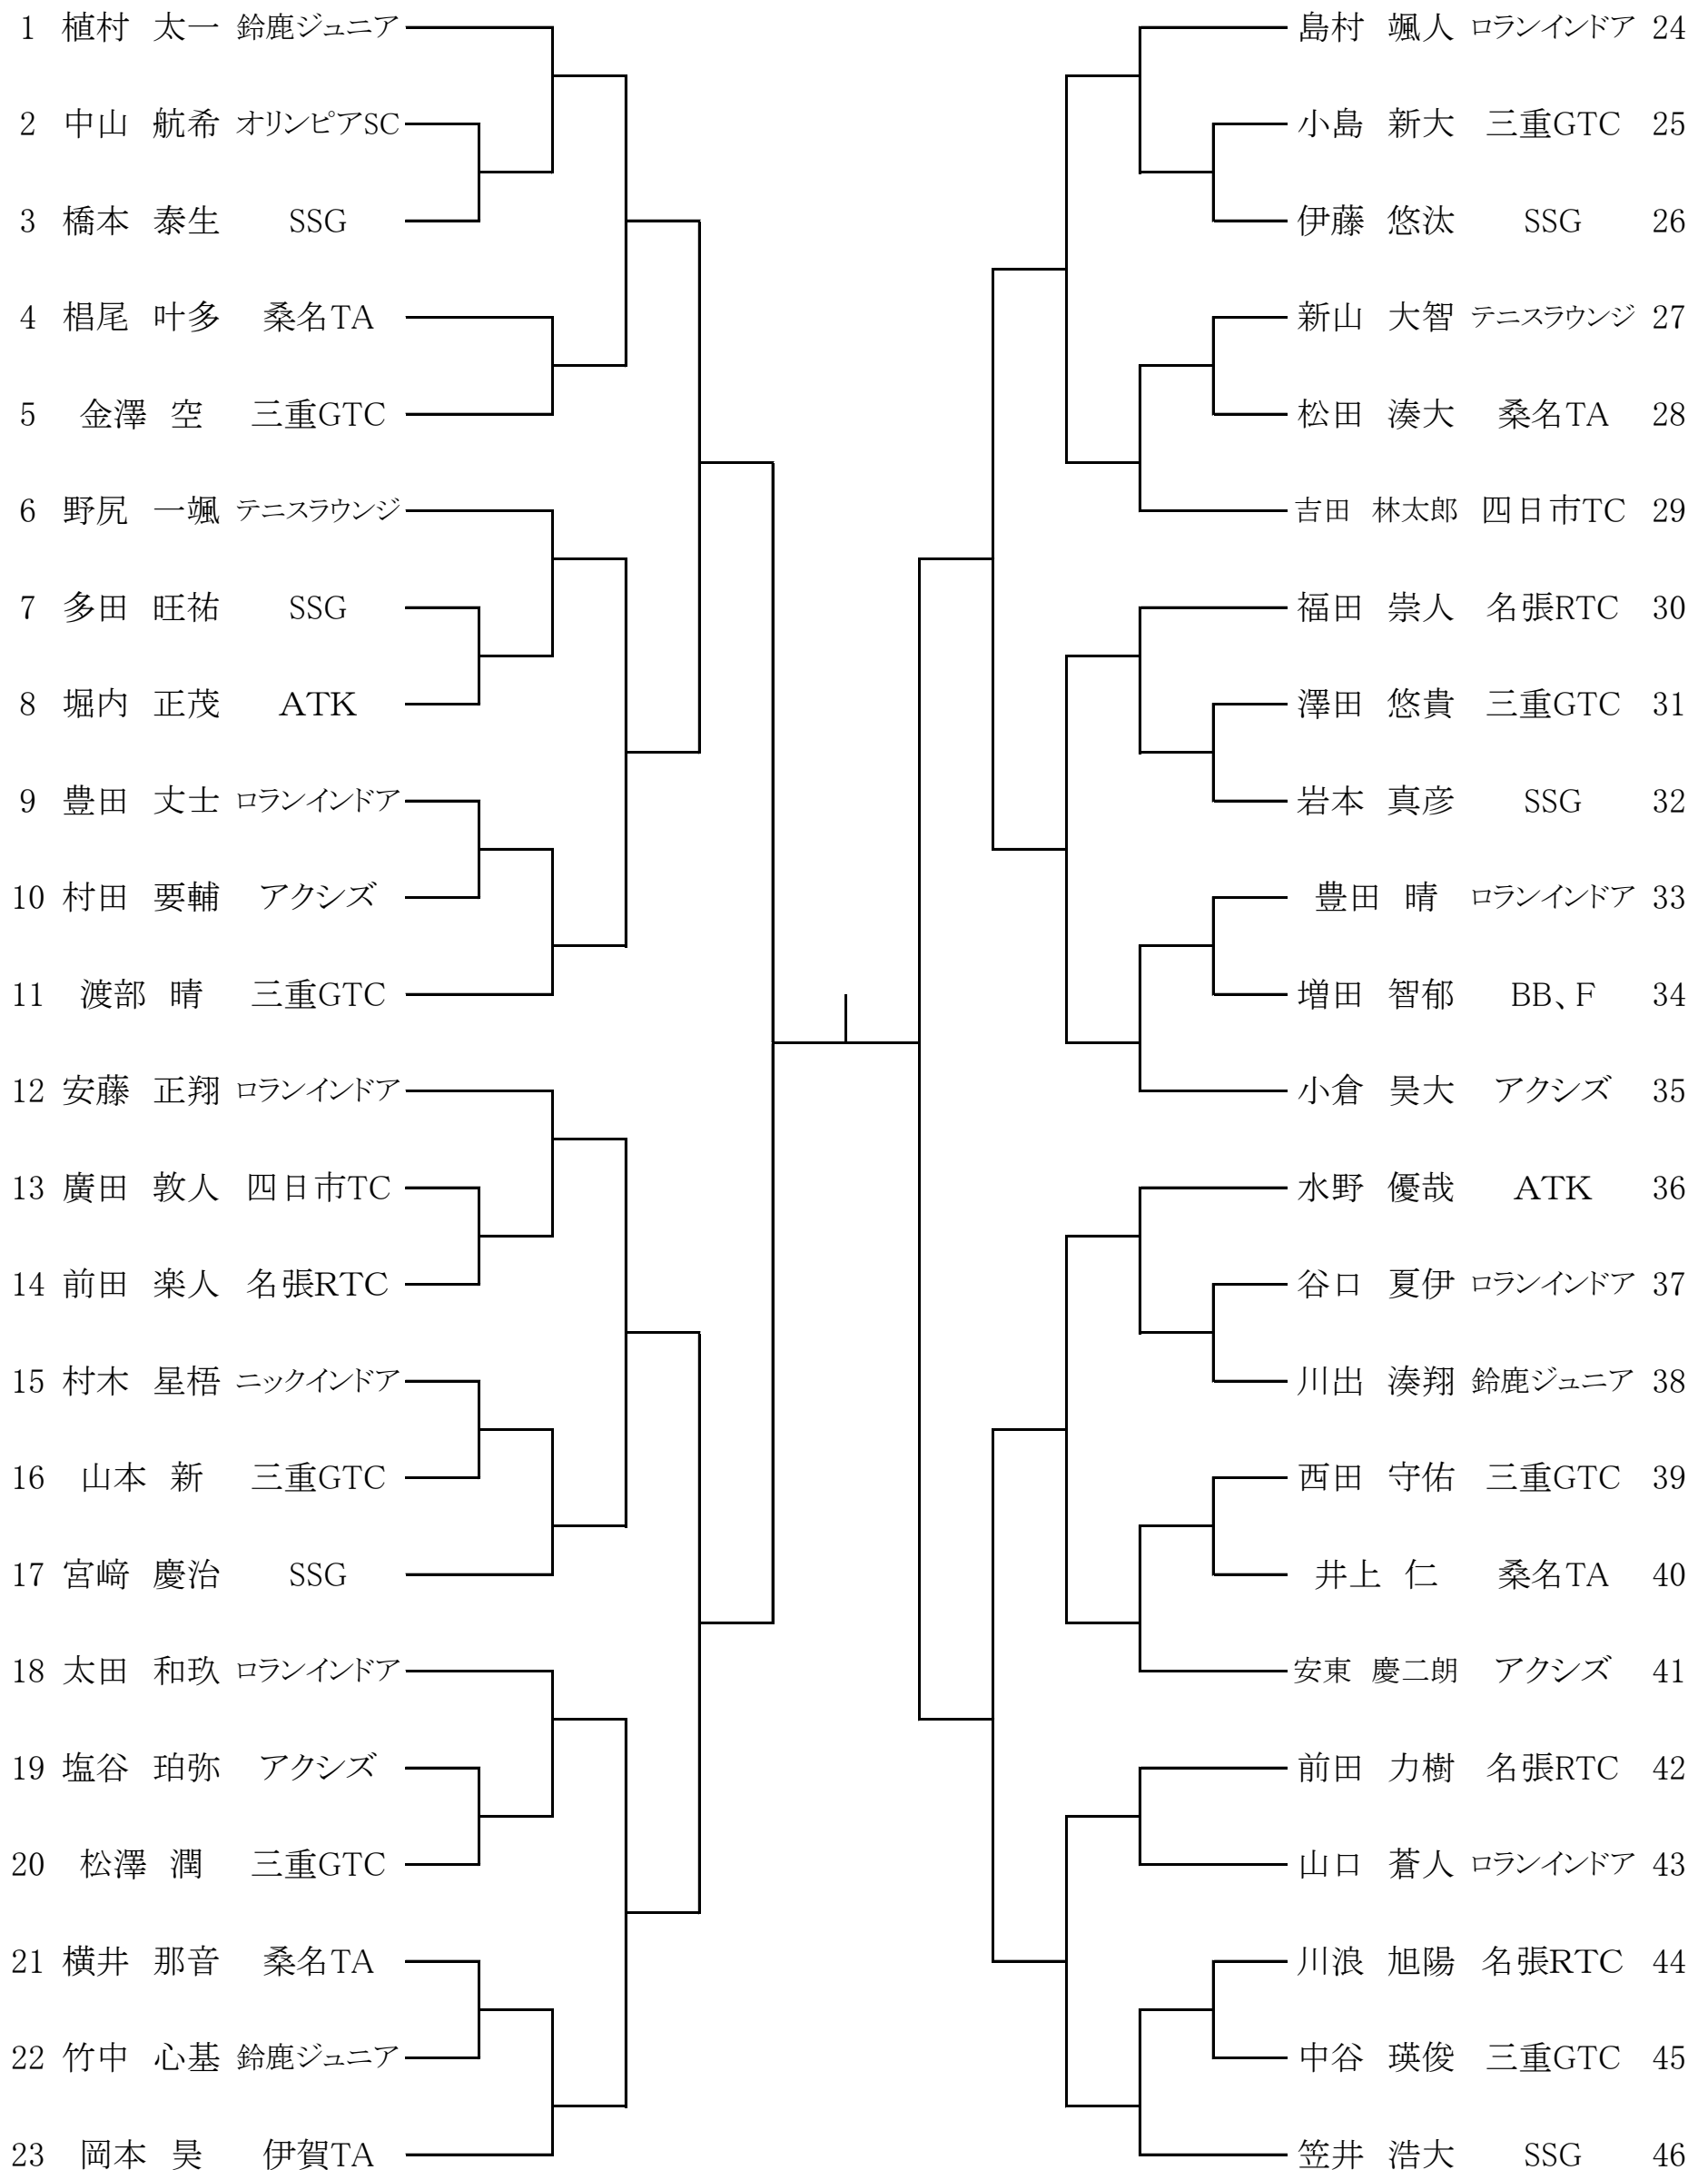 1 植村 太一 鈴鹿ジュニア
2 中山 航希 オリンピアSC
3 橋本 泰生 SSG
4 椙尾 叶多 桑名TA
5 金澤 空 三重GTC
6 野尻 一颯 テニスラウンジ
7 多田 旺祐 SSG
8 堀内 正茂 ATK
9 豊田 丈士 ロランインドア
10 村田 要輔 アクシズ
11 渡部 晴 三重GTC
12 安藤 正翔 ロランインドア
13 廣田 敦人 四日市TC
14 前田 楽人 名張RTC
15 村木 星梧 ニックインドア
16 山本 新 三重GTC
17 宮﨑 慶治 SSG
18 太田 和玖 ロランインドア
19 塩谷 珀弥 アクシズ
20 松澤 潤 三重GTC
21 横井 那音 桑名TA
22 竹中 心基 鈴鹿ジュニア
23 岡本 昊 伊賀TA
島村 颯人 ロランインドア 24
小島 新大 三重GTC 25
伊藤 悠汰 SSG 26
新山 大智 テニスラウンジ 27
松田 湊大 桑名TA 28
吉田 林太郎 四日市TC 29
福田 崇人 名張RTC 30
澤田 悠貴 三重GTC 31
岩本 真彦 SSG 32
豊田 晴 ロランインドア 33
増田 智郁 BB、F 34
小倉 昊大 アクシズ 35
水野 優哉 ATK 36
谷口 夏伊 ロランインドア 37
川出 湊翔 鈴鹿ジュニア 38
西田 守佑 三重GTC 39
井上 仁 桑名TA 40
安東 慶二朗 アクシズ 41
前田 力樹 名張RTC 42
山口 蒼人 ロランインドア 43
川浪 旭陽 名張RTC 44
中谷 瑛俊 三重GTC 45
笠井 浩大 SSG 46